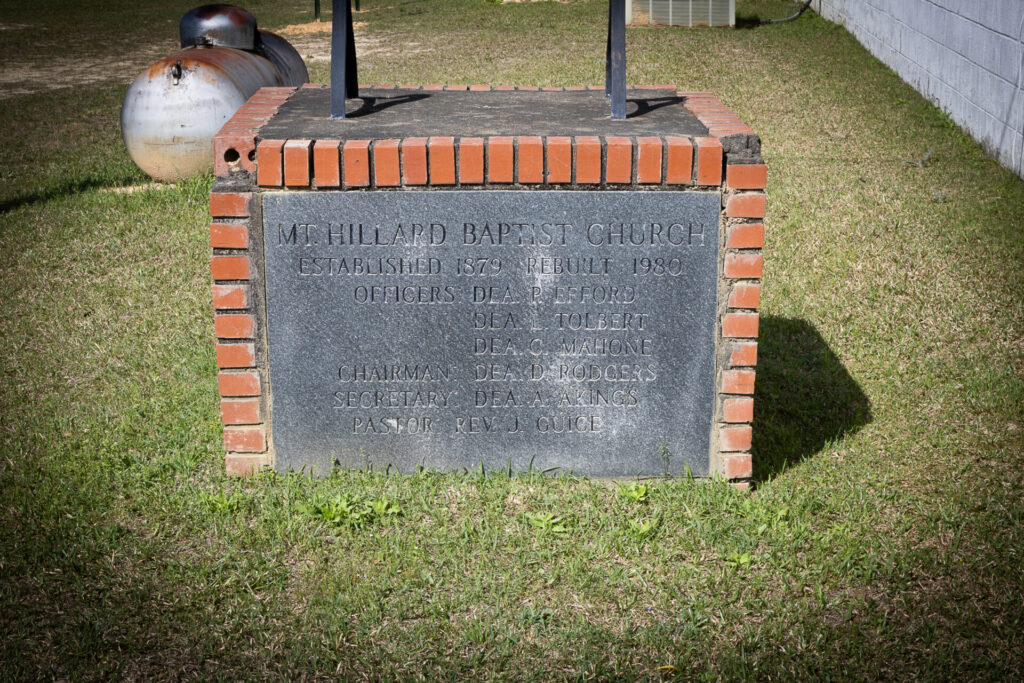 MT. HILLARD BAPTIST CHURCH
ESTABLISHED 1879 REBUILT 1980
OFFICERS DEA. P. EFFORD
DEA. L. TOLBERT
DEA. C. MAHONE
CHAIRMAN DEA. D. RODGERS
SECRETARY DEA. A. AKINGS
PASTOR REV. J. GUICE